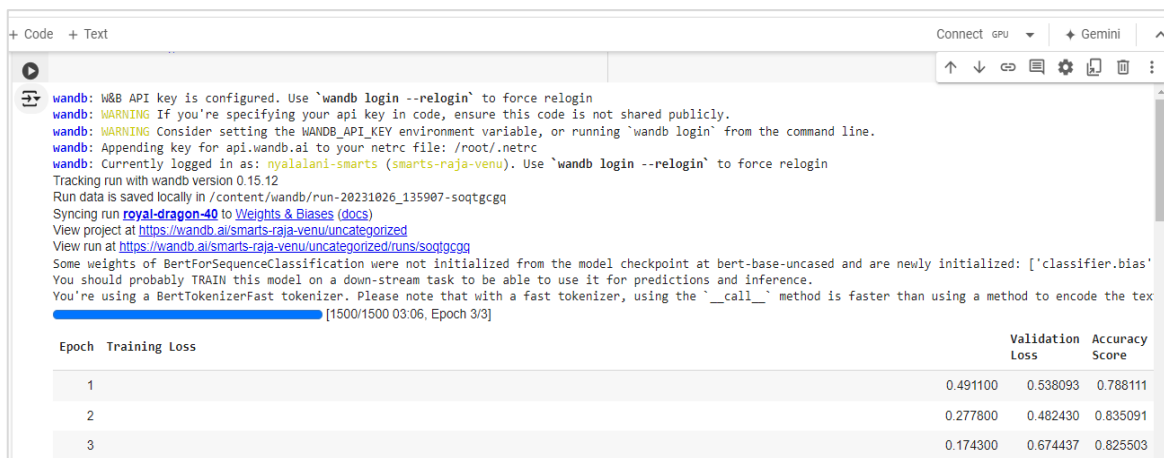 + Code + Text Connect GPU Gemini
wandb: W&B API key is configured. Use `wandb login --relogin` to force relogin
wandb: WARNING If you're specifying your api key in code, ensure this code is not shared publicly.
wandb: WARNING Consider setting the WANDB_API_KEY environment variable, or running `wandb login` from the command line.
wandb: Appending key for api.wandb.ai to your netrc file: /root/.netrc
wandb: Currently logged in as: nyalalani-smarts (smarts-raja-venu). Use `wandb login --relogin` to force relogin
Tracking run with wandb version 0.15.12
Run data is saved locally in /content/wandb/run-20231026_135907-soqtgcgq
Syncing run royal-dragon-40 to Weights & Biases (docs)
View project at https://wandb.ai/smarts-raja-venu/uncategorized
View run at https://wandb.ai/smarts-raja-venu/uncategorized/runs/soqtgcgq
Some weights of BertForSequenceClassification were not initialized from the model checkpoint at bert-base-uncased and are newly initialized: ['classifier.bias'
You should probably TRAIN this model on a down-stream task to be able to use it for predictions and inference.
You're using a BertTokenizerFast tokenizer. Please note that with a fast tokenizer, using the `__call__` method is faster than using a method to encode the tex
[1500/1500 03:06, Epoch 3/3]
Epoch Training Loss Validation Loss Accuracy Score
1 0.491100 0.538093 0.788111
2 0.277800 0.482430 0.835091
3 0.174300 0.674437 0.825503